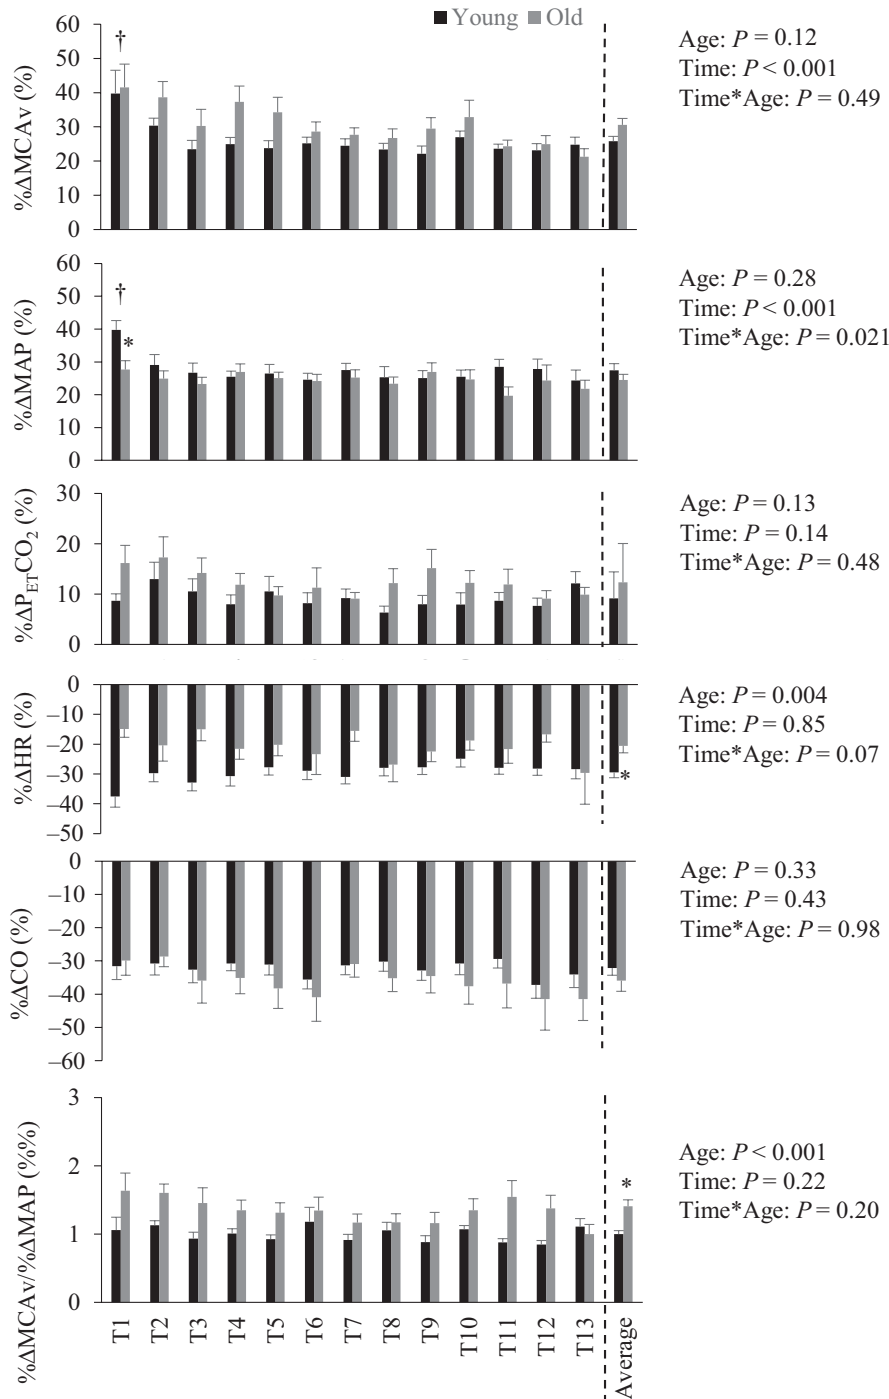 Young Old
60
50
40
30
20
10
0
%ΔMCAv (%)
†
Age: P = 0.12
Time: P < 0.001
Time*Age: P = 0.49
60
50
40
30
20
10
0
%ΔMAP (%)
†
*
Age: P = 0.28
Time: P < 0.001
Time*Age: P = 0.021
30
20
10
0
%ΔPETCO2 (%)
Age: P = 0.13
Time: P = 0.14
Time*Age: P = 0.48
0
−10
−20
−30
−40
−50
%ΔHR (%)
*
Age: P = 0.004
Time: P = 0.85
Time*Age: P = 0.07
0
−10
−20
−30
−40
−50
−60
%ΔCO (%)
Age: P = 0.33
Time: P = 0.43
Time*Age: P = 0.98
3
2
1
0
%ΔMCAv/%ΔMAP (%%)
*
Age: P < 0.001
Time: P = 0.22
Time*Age: P = 0.20
T1
T2
T3
T4
T5
T6
T7
T8
T9
T10
T11
T12
T13
Average